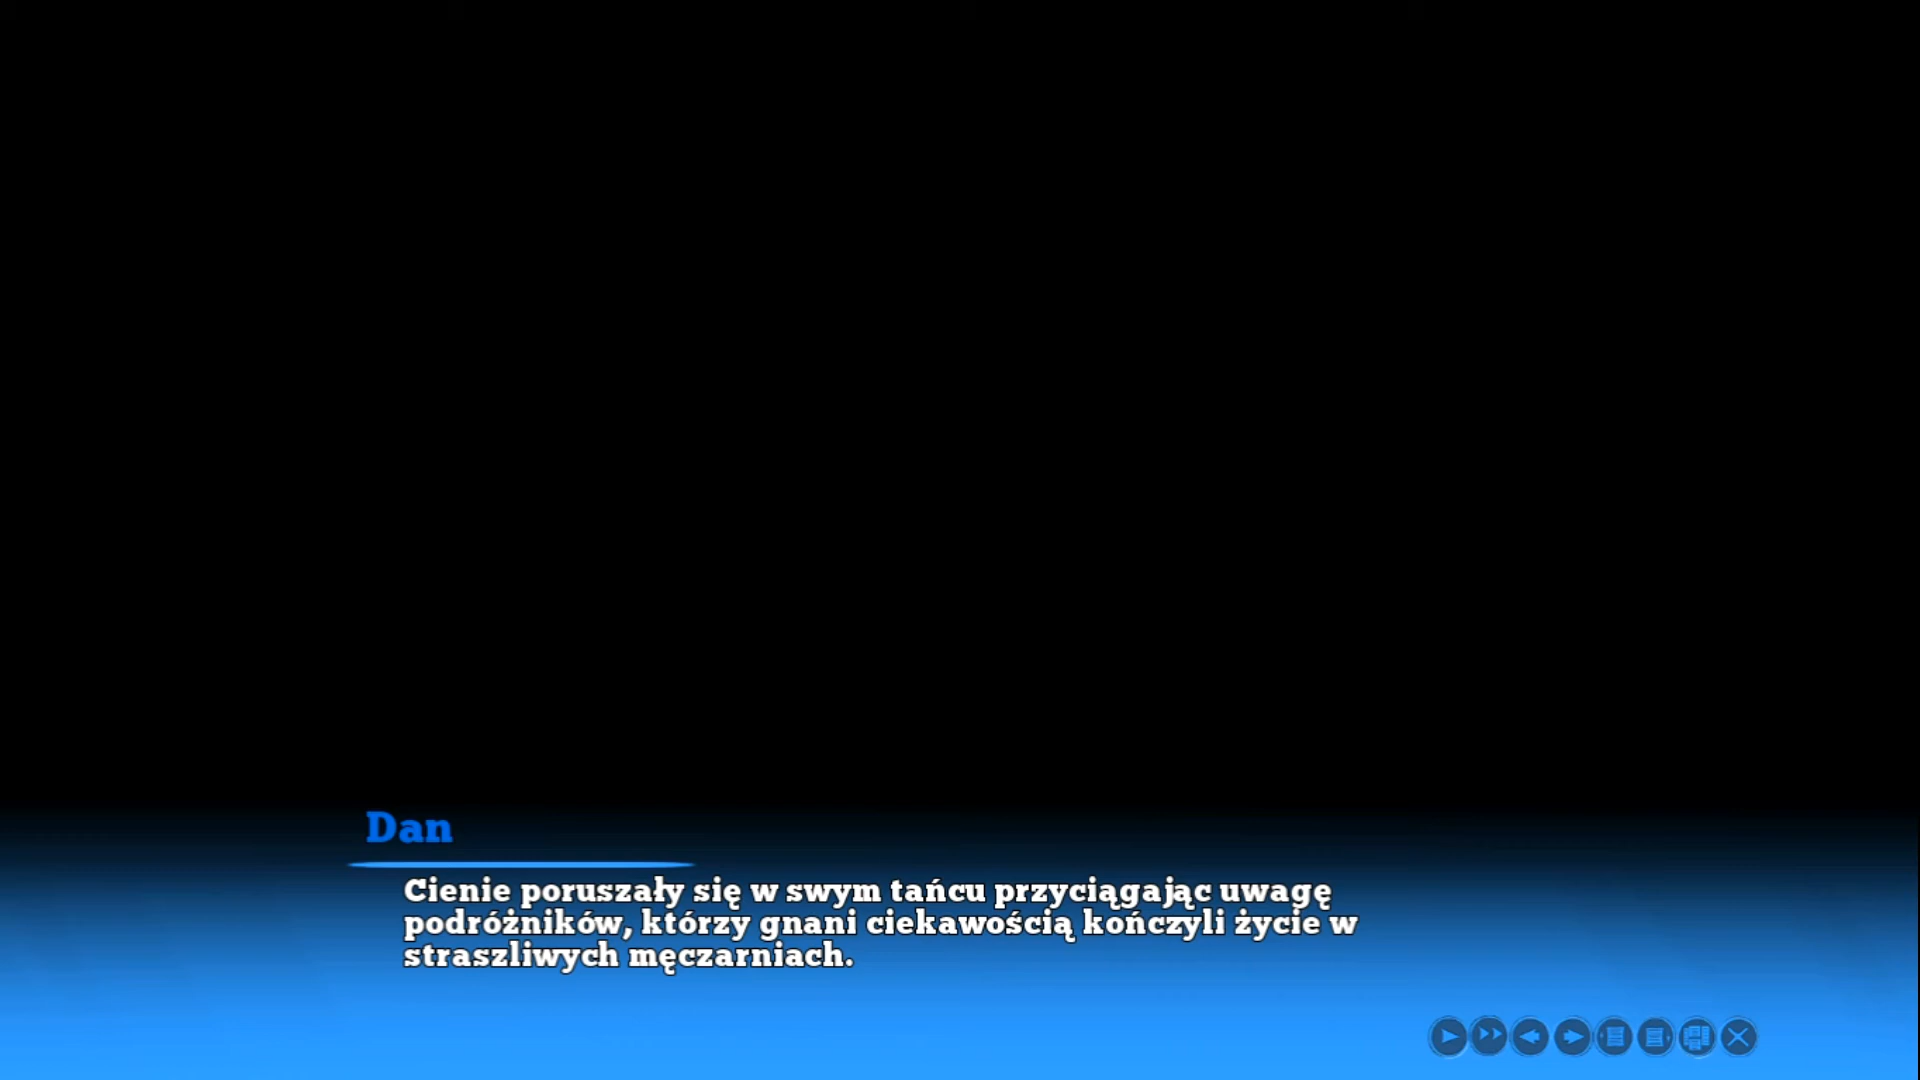 Dan
Cienie poruszały się w swym tańcu przyciągając uwagę
podróżników, którzy gnani ciekawością kończyli życie w
straszliwych męczarniach.